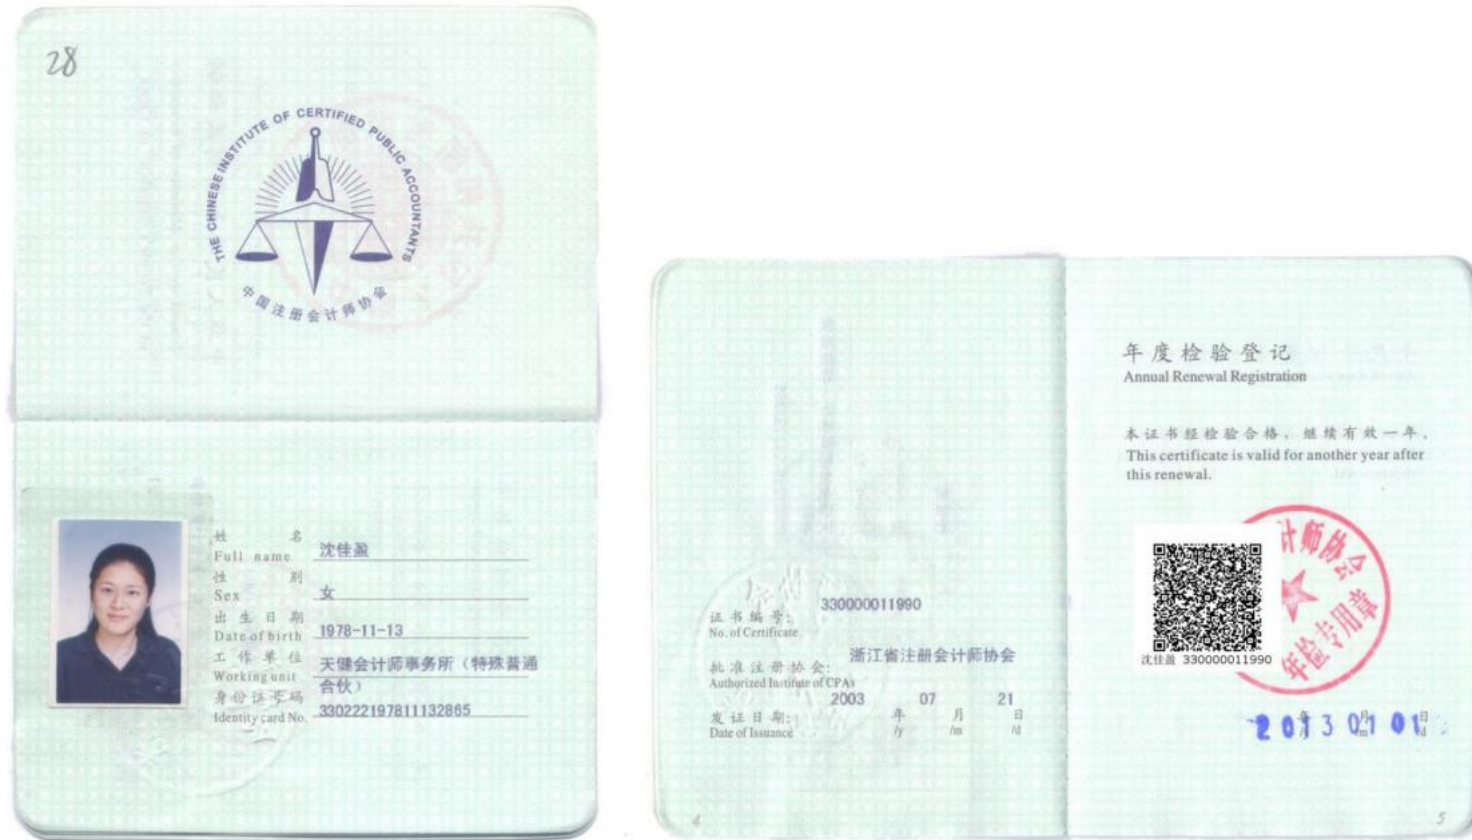 28
THE CHINESE INSTITUTE OF CERTIFIED PUBLIC ACCOUNTANTS
中国注册会计师协会
姓 名
Full name 沈佳盈
性 别
Sex 女
出生日期
Date of birth 1978-11-13
工作单位
Working unit 天健会计师事务所（特殊普通
合伙）
身份证号码
Identity card No. 330222197811132865
证书编号: 330000011990
No. of Certificate
批准注册协会: 浙江省注册会计师协会
Authorized Institute of CPAs
发证日期: 2003 年 07 月 21 日
Date of Issuance /y /m /d
4
年度检验登记
Annual Renewal Registration
本证书经检验合格，继续有效一年。
This certificate is valid for another year after
this renewal.
计师协会
年检专用章
沈佳盈 330000011990
2013 年 01 月 01 日
/m /d
5